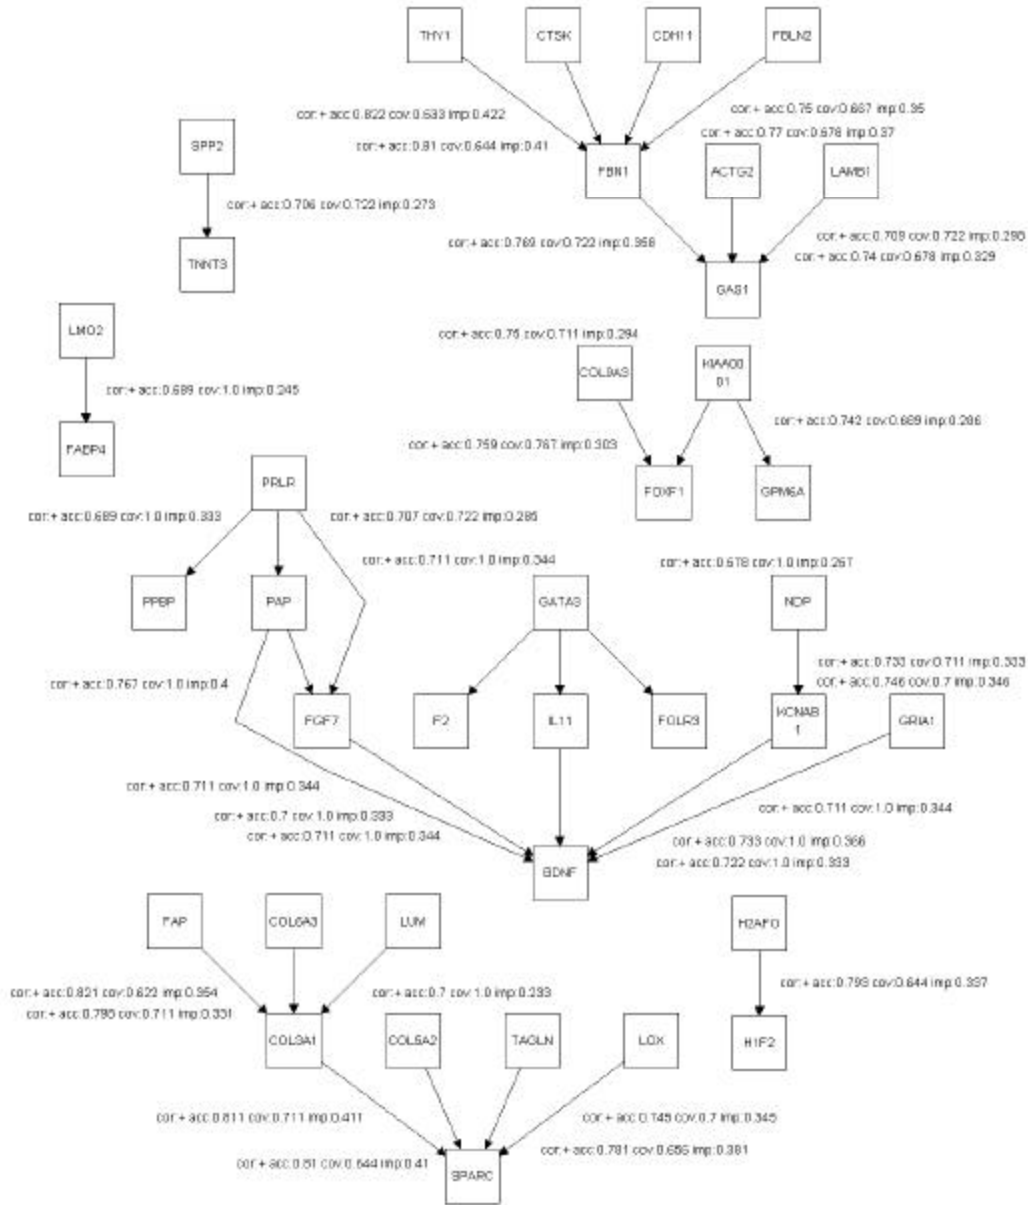 THY1 CTSK CDH11 FBLN2
cor:+ acc:0.822 cov:0.533 imp:0.422
cor:+ acc:0.75 cov:0.667 imp:0.35
cor:+ acc:0.77 cov:0.678 imp:0.37
cor:+ acc:0.81 cov:0.644 imp:0.41
SPP2
FBN1 ACTG2 LAMB1
cor:+ acc:0.706 cov:0.722 imp:0.273
cor:+ acc:0.769 cov:0.722 imp:0.358
cor:+ acc:0.709 cov:0.722 imp:0.298
cor:+ acc:0.74 cov:0.678 imp:0.329
TNNT3
GAS1
LMO2
cor:+ acc:0.75 cov:0.711 imp:0.294
COL9A3 KIAA00
01
cor:+ acc:0.689 cov:1.0 imp:0.245
cor:+ acc:0.742 cov:0.689 imp:0.286
cor:+ acc:0.759 cov:0.767 imp:0.303
FABP4
PRLR
FOXF1 GPM6A
cor:+ acc:0.689 cov:1.0 imp:0.333
cor:+ acc:0.707 cov:0.722 imp:0.285
cor:+ acc:0.711 cov:1.0 imp:0.344
cor:+ acc:0.678 cov:1.0 imp:0.267
PPBP PAP GATA3 NDP
cor:+ acc:0.733 cov:0.711 imp:0.333
cor:+ acc:0.767 cov:1.0 imp:0.4
cor:+ acc:0.746 cov:0.7 imp:0.346
FGF7 F2 IL11 FOLR3 KCNAB
1 GRIA1
cor:+ acc:0.711 cov:1.0 imp:0.344
cor:+ acc:0.711 cov:1.0 imp:0.344
cor:+ acc:0.7 cov:1.0 imp:0.333
cor:+ acc:0.711 cov:1.0 imp:0.344
cor:+ acc:0.733 cov:1.0 imp:0.366
cor:+ acc:0.722 cov:1.0 imp:0.333
BDNF
FAP COL6A3 LUM H2AFO
cor:+ acc:0.793 cov:0.644 imp:0.337
cor:+ acc:0.821 cov:0.622 imp:0.354
cor:+ acc:0.7 cov:1.0 imp:0.233
cor:+ acc:0.798 cov:0.711 imp:0.331
COL3A1 COL5A2 TAGLN LOX H1F2
cor:+ acc:0.811 cov:0.711 imp:0.411
cor:+ acc:0.745 cov:0.7 imp:0.345
cor:+ acc:0.781 cov:0.656 imp:0.381
cor:+ acc:0.81 cov:0.644 imp:0.41
SPARC